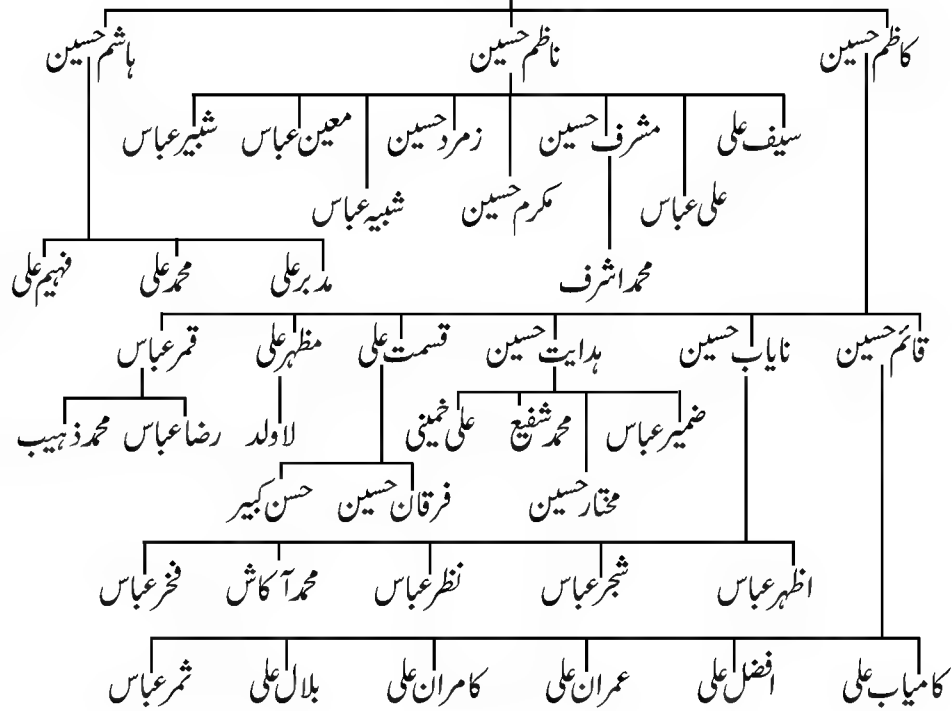 کاظم حسین ناظم حسین ہاشم حسین
سیف علی مشرف حسین زمرد حسین معین عباس شبیر عباس
علی عباس مکرم حسین شبیہ عباس
محمد اشرف مدبر علی محمد علی فہیم علی
قائم حسین نایاب حسین ہدایت حسین قسمت علی مظہر علی قمر عباس
ضمیر عباس محمد شفیع علی خمینی لاولد رضا عباس محمد ذہیب
مختار حسین فرقان حسین حسن کبیر
اظہر عباس شجر عباس نظر عباس محمد آکاش فخر عباس
کامیاب علی افضل علی عمران علی کامران علی بلال علی ثمر عباس